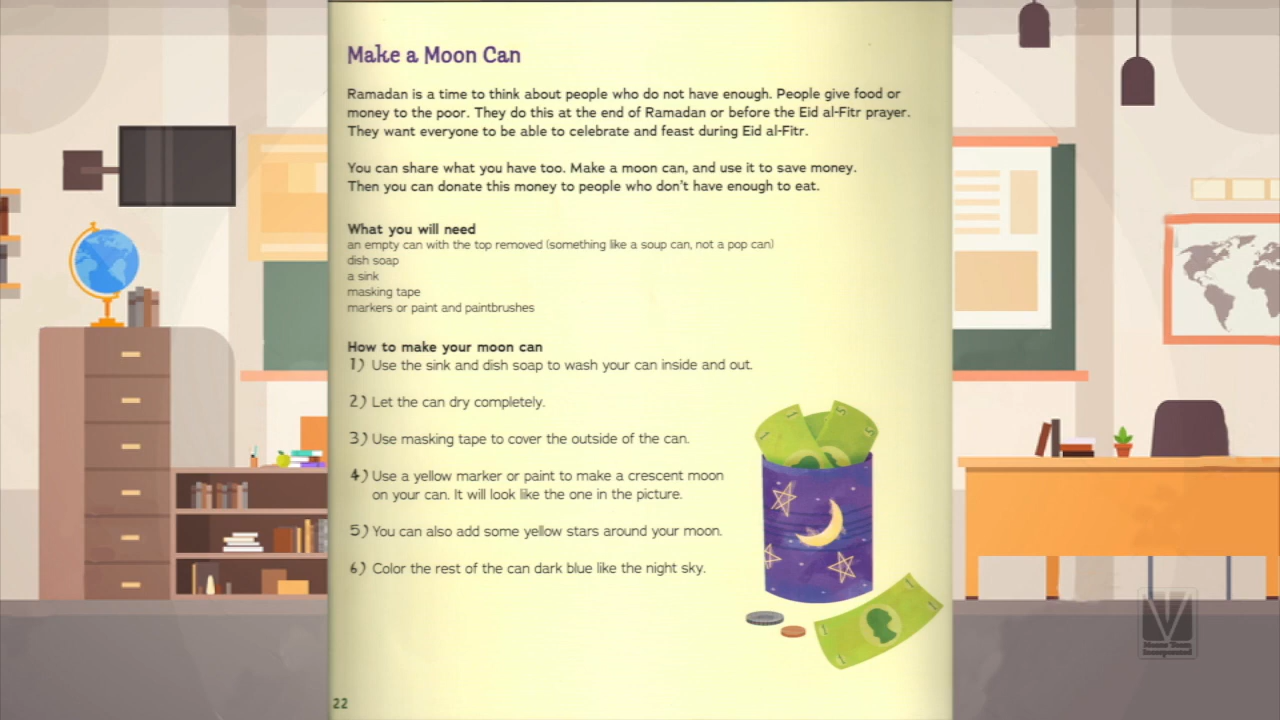 Make a Moon Can
Ramadan is a time to think about people who do not have enough. People give food or
money to the poor. They do this at the end of Ramadan or before the Eid al-Fitr prayer.
They want everyone to be able to celebrate and feast during Eid al-Fitr.
You can share what you have too. Make a moon can, and use it to save money.
Then you can donate this money to people who don't have enough to eat.
What you will need
an empty can with the top removed (something like a soup can, not a pop can)
dish soap
a sink
masking tape
markers or paint and paintbrushes
How to make your moon can
1) Use the sink and dish soap to wash your can inside and out.
2) Let the can dry completely.
3) Use masking tape to cover the outside of the can.
4) Use a yellow marker or paint to make a crescent moon
on your can. It will look like the one in the picture.
5) You can also add some yellow stars around your moon.
6) Color the rest of the can dark blue like the night sky.
22